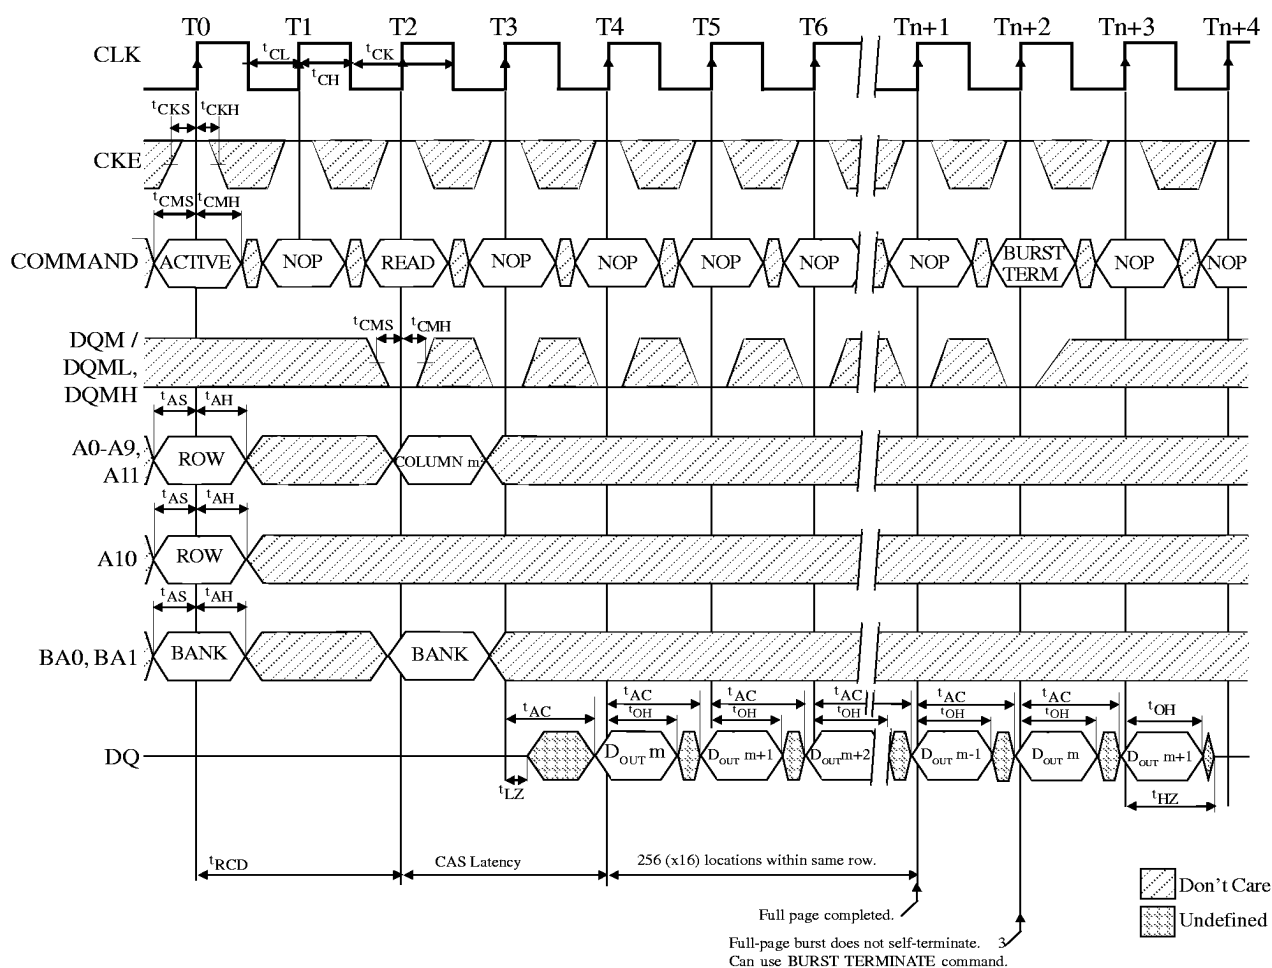 T0 T1 T2 T3 T4 T5 T6 Tn+1 Tn+2 Tn+3 Tn+4
CLK
tCL tCK
tCH
tCKS tCKH
CKE
tCMS tCMH
COMMAND ACTIVE NOP READ NOP NOP NOP NOP NOP BURST TERM NOP NOP
tCMS tCMH
DQM /
DQML,
DQMH
tAS tAH
A0-A9,
A11
ROW COLUMN m
tAS tAH
A10 ROW
tAS tAH
BA0, BA1 BANK BANK
tAC tAC tAC tAC tAC tAC
tOH tOH tOH tOH tOH tOH
DQ DOUT m DOUT m+1 DOUT m+2 DOUT m-1 DOUT m DOUT m+1
tLZ tHZ
tRCD CAS Latency 256 (x16) locations within same row.
Don't Care
Undefined
Full page completed.
Full-page burst does not self-terminate. 3
Can use BURST TERMINATE command.